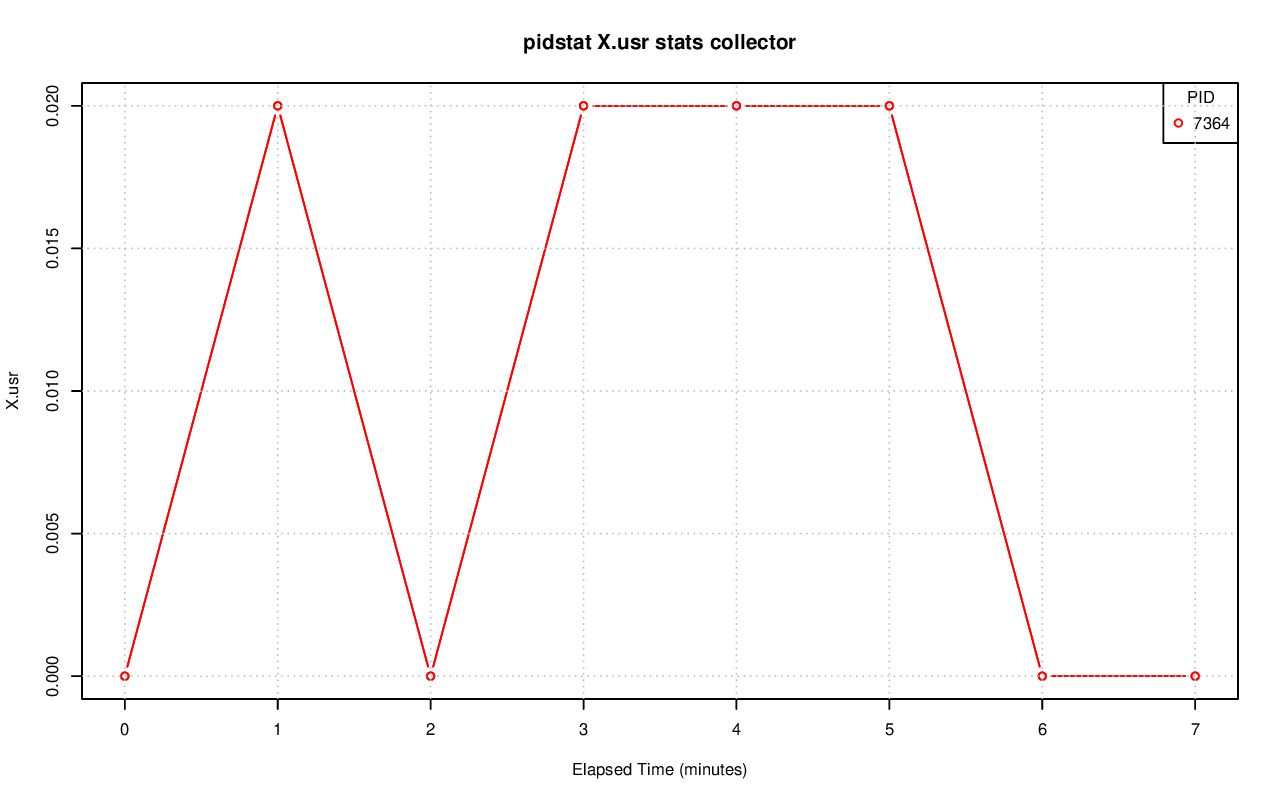 pidstat X.usr stats collector
PID
7364
0.020
0.015
0.010
0.005
0.000
X.usr
0 1 2 3 4 5 6 7
Elapsed Time (minutes)